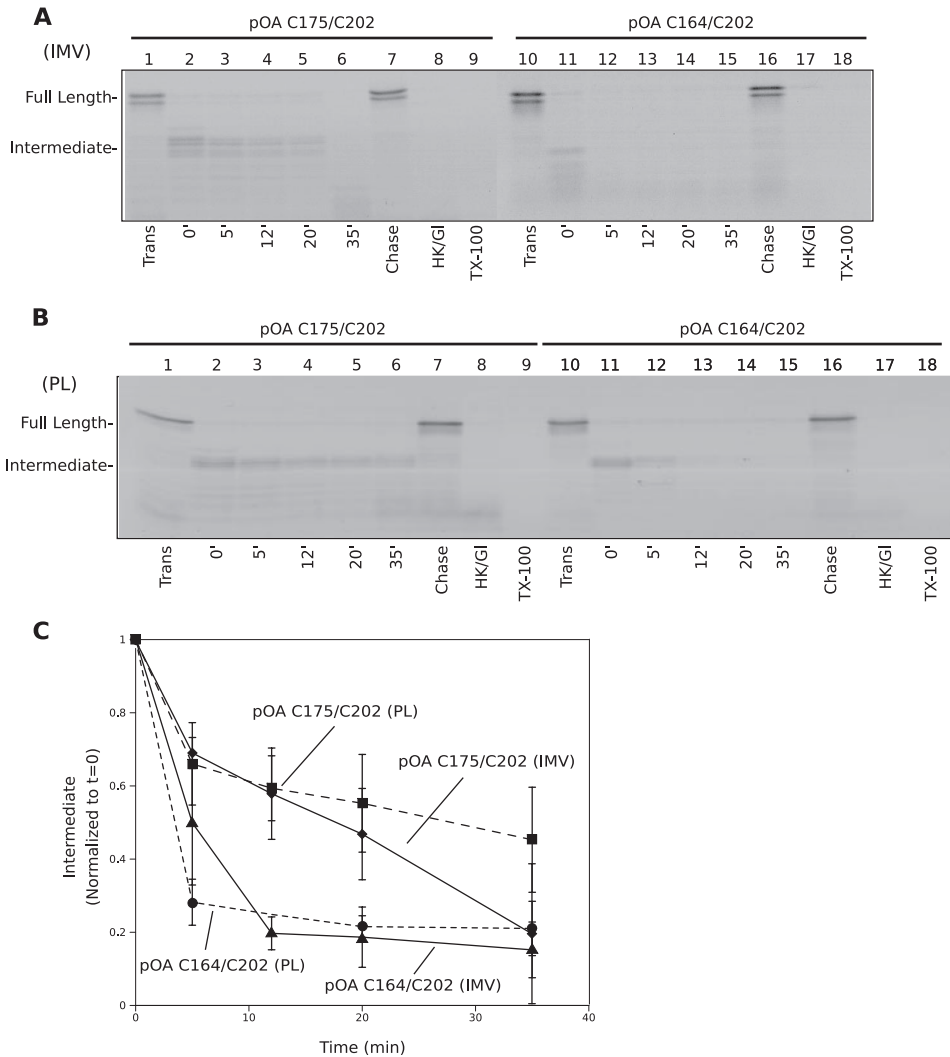 A
pOA C175/C202 pOA C164/C202
(IMV)
1 2 3 4 5 6 7 8 9 10 11 12 13 14 15 16 17 18
Full Length-
Intermediate-
Trans 0' 5' 12' 20' 35' Chase HK/Gl TX-100 Trans 0' 5' 12' 20' 35' Chase HK/Gl TX-100
B
pOA C175/C202 pOA C164/C202
1 2 3 4 5 6 7 8 9 10 11 12 13 14 15 16 17 18
(PL)
Full Length-
Intermediate-
Trans 0' 5' 12' 20' 35' Chase HK/Gl TX-100 Trans 0' 5' 12' 20' 35' Chase HK/Gl TX-100
C
1
0.8
0.6
0.4
0.2
0
Intermediate
(Normalized to t=0)
pOA C175/C202 (PL)
pOA C175/C202 (IMV)
pOA C164/C202 (PL)
pOA C164/C202 (IMV)
0 10 20 30 40
Time (min)